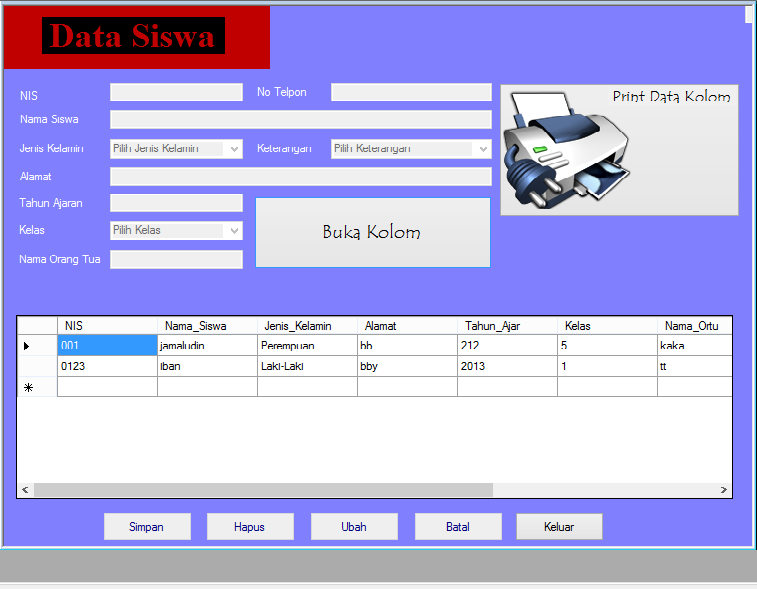 Data Siswa
NIS
No Telpon
Print Data Kolom
Nama Siswa
Jenis Kelamin Pilih Jenis Kelamin Keterangan Pilih Keterangan
Alamat
Tahun Ajaran
Kelas Pilih Kelas
Buka Kolom
Nama Orang Tua
NIS Nama_Siswa Jenis_Kelamin Alamat Tahun_Ajar Kelas Nama_Ortu
001 jamaludin Perempuan bb 212 5 kaka
0123 iban Laki-Laki bby 2013 1 tt
Simpan Hapus Ubah Batal Keluar